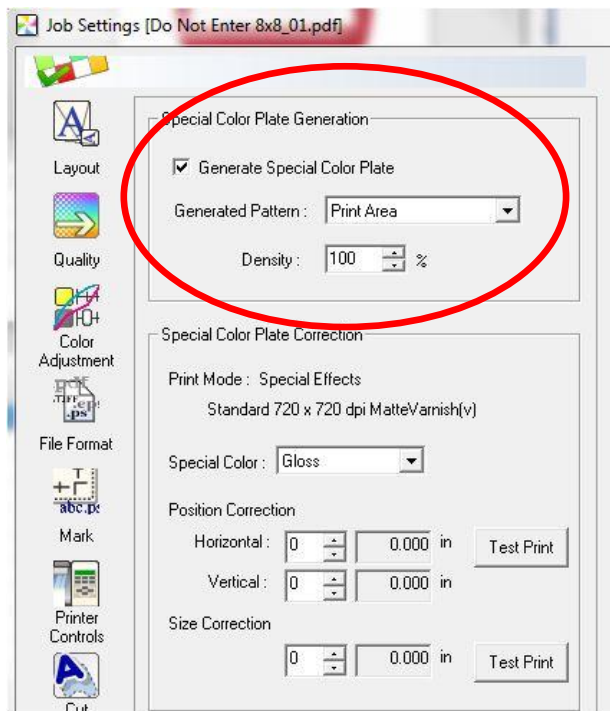 Job Settings [Do Not Enter 8x8_01.pdf]
Layout
Quality
Color
Adjustment
File Format
abc.ps
Mark
Printer
Controls
Cut
Special Color Plate Generation
Generate Special Color Plate
Generated Pattern : Print Area
Density : 100 %
Special Color Plate Correction
Print Mode : Special Effects
Standard 720 x 720 dpi MatteVarnish(v)
Special Color : Gloss
Position Correction
Horizontal : 0 0.000 in Test Print
Vertical : 0 0.000 in
Size Correction
0 0.000 in Test Print